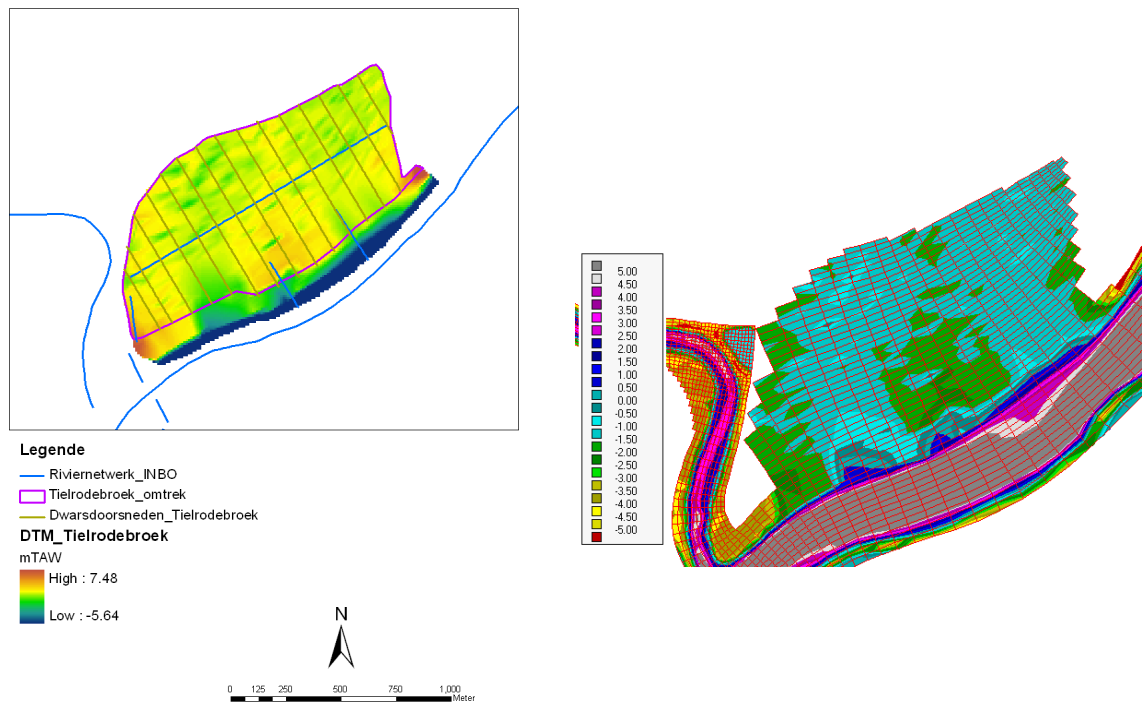 Legende
Riviernetwerk_INBO
Tielrodebroek_omtrek
Dwarsdoorsneden_Tielrodebroek
DTM_Tielrodebroek
mTAW
High : 7.48
Low : -5.64
N
0 125 250 500 750 1,000
Meter
5.00
4.50
4.00
3.50
3.00
2.50
2.00
1.50
1.00
0.50
0.00
-0.50
-1.00
-1.50
-2.00
-2.50
-3.00
-3.50
-4.00
-4.50
-5.00